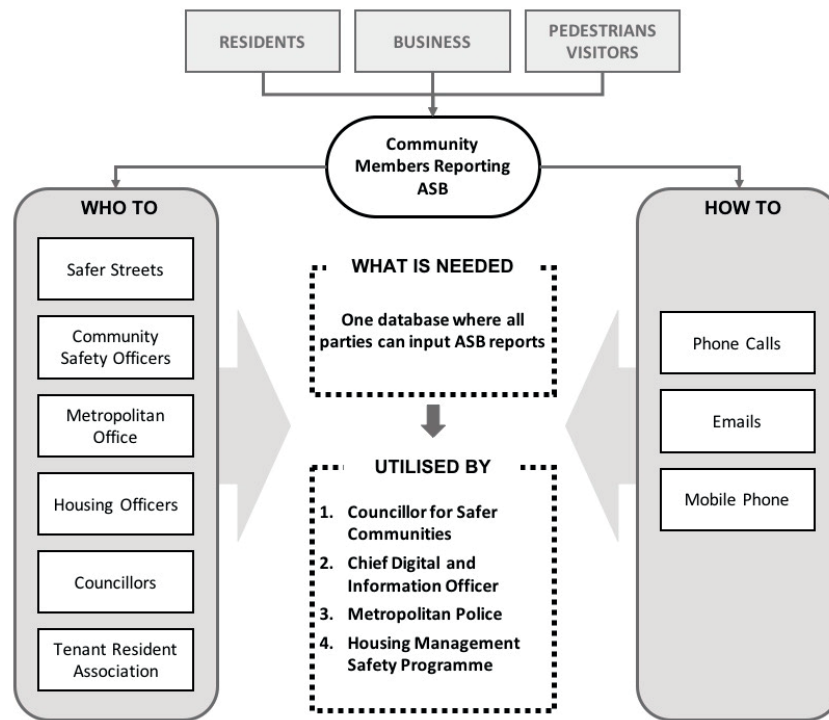 RESIDENTS
BUSINESS
PEDESTRIANS
VISITORS
Community
Members Reporting
ASB
WHO TO
Safer Streets
Community
Safety Officers
Metropolitan
Office
Housing Officers
Councillors
Tenant Resident
Association
WHAT IS NEEDED
One database where all
parties can input ASB reports
UTILISED BY
1. Councillor for Safer
Communities
2. Chief Digital and
Information Officer
3. Metropolitan Police
4. Housing Management
Safety Programme
HOW TO
Phone Calls
Emails
Mobile Phone